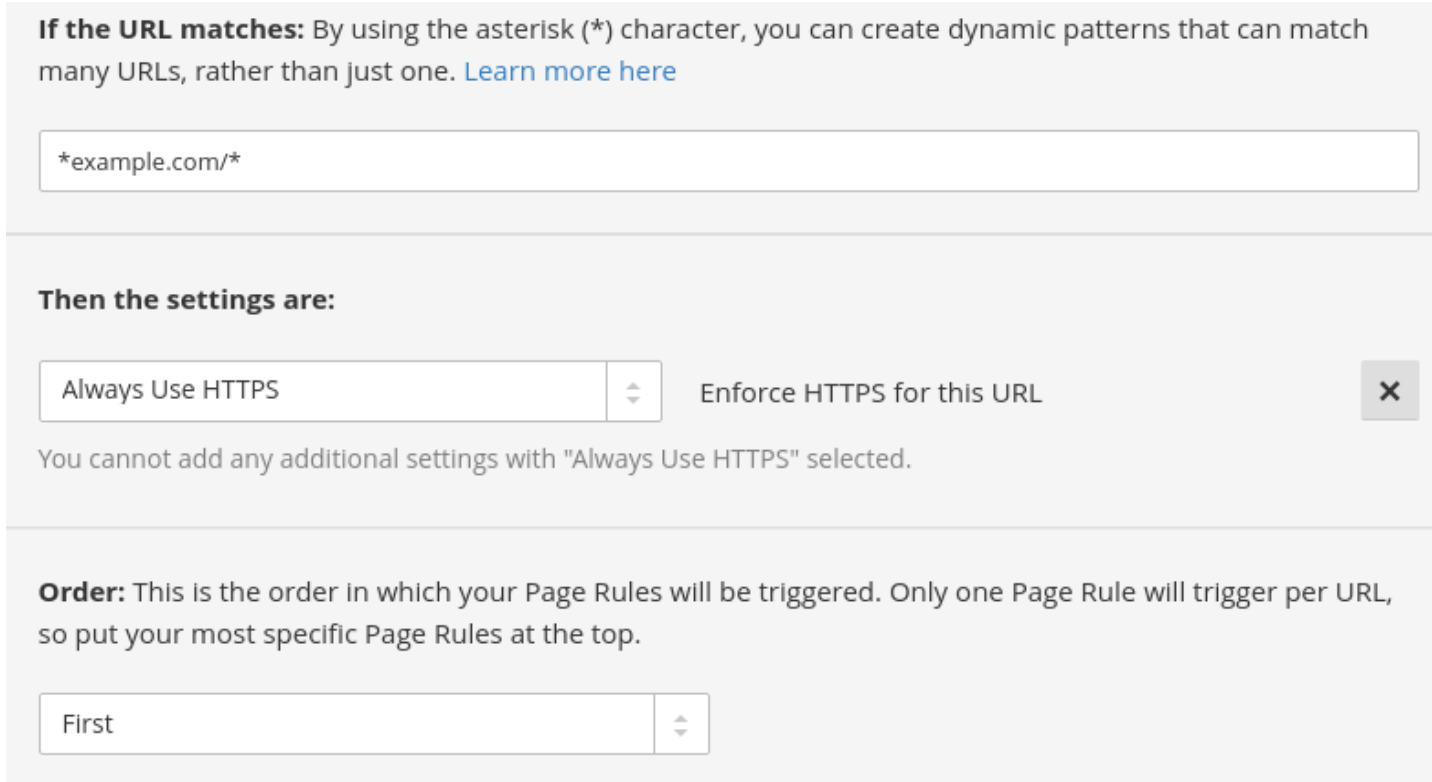 If the URL matches: By using the asterisk (*) character, you can create dynamic patterns that can match
many URLs, rather than just one. Learn more here
*example.com/*
Then the settings are:
Always Use HTTPS
Enforce HTTPS for this URL
You cannot add any additional settings with "Always Use HTTPS" selected.
Order: This is the order in which your Page Rules will be triggered. Only one Page Rule will trigger per URL,
so put your most specific Page Rules at the top.
First